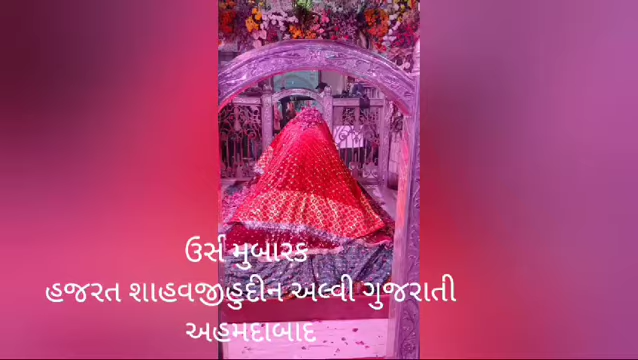 ઉર્સ મુબારક
હજરત શાહવજીહુદીન અલ્વી ગુજરાતી
અહમદાબાદ